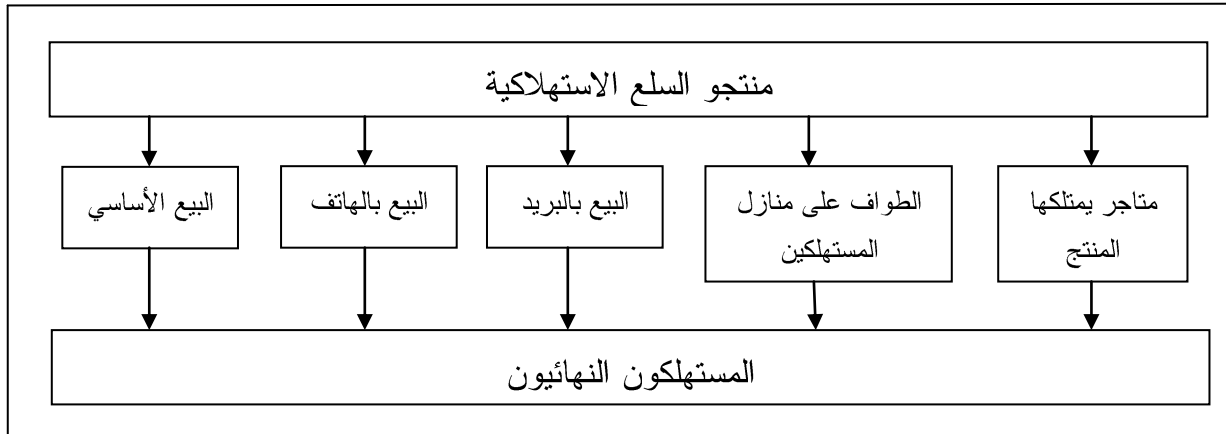 منتجو السلع الاستهلاكية
متاجر يمتلكها
المنتج
الطواف على منازل
المستهلكين
البيع بالبريد
البيع بالهاتف
البيع الأساسي
المستهلكون النهائيون